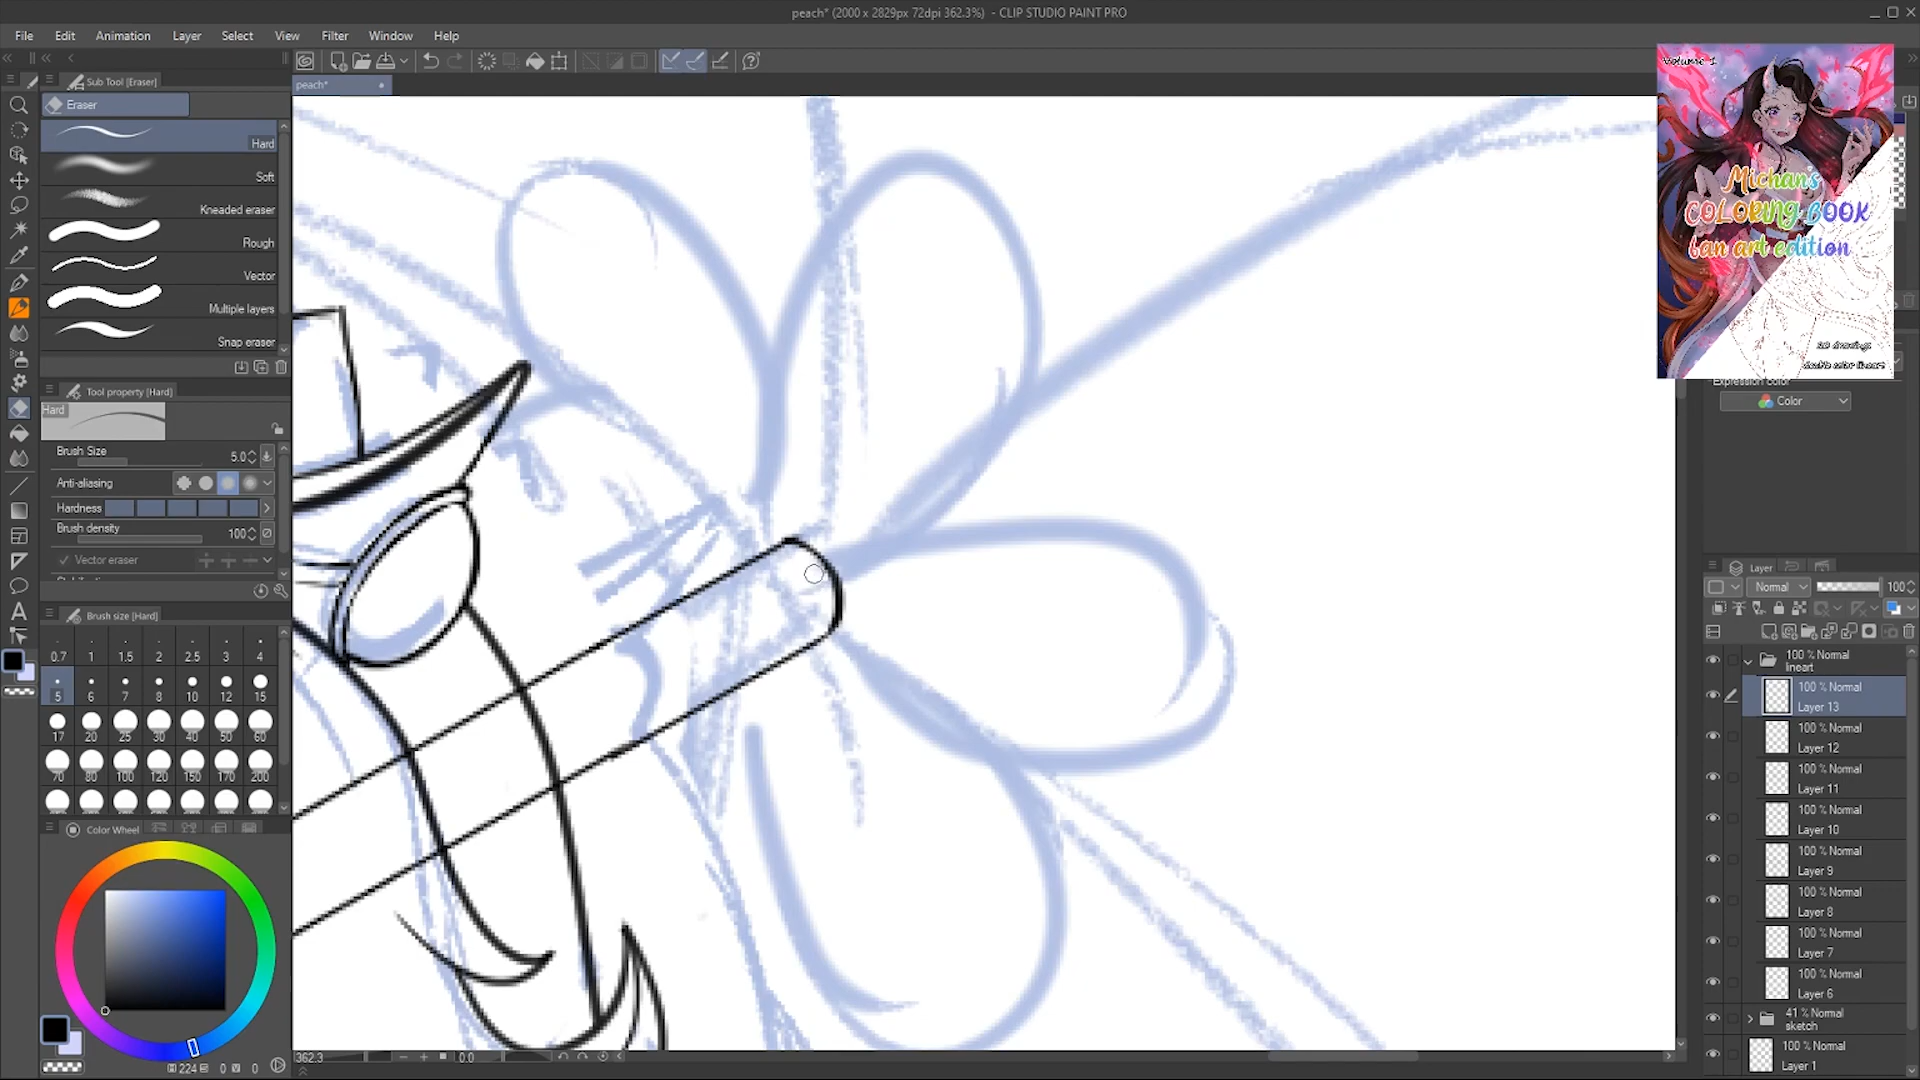 peach* (2000 x 2829px 72dpi 362.3%) - CLIP STUDIO PAINT PRO
File Edit Animation Layer Select View Filter Window Help
peach*
Sub Tool [Eraser]
Eraser
Hard
Soft
Kneaded eraser
Rough
Vector
Multiple layers
Snap eraser
Tool property [Hard]
Hard
Brush Size 5.0
Anti-aliasing
Hardness
Brush density 100
Vector eraser
Brush size [Hard]
0.7 1 1.5 2 2.5 3 4
5 6 7 8 10 12 15
17 20 25 30 40 50 60
70 80 100 120 150 170 200
Color Wheel
224 0 0
362.3 0.0
Volume 1
Michan's
COLORING BOOK
fan art edition
20 drawings
double color lineart
Expression color
Color
Layer
Normal 100
100 % Normal
lineart
100 % Normal
Layer 13
100 % Normal
Layer 12
100 % Normal
Layer 11
100 % Normal
Layer 10
100 % Normal
Layer 9
100 % Normal
Layer 8
100 % Normal
Layer 7
100 % Normal
Layer 6
41 % Normal
sketch
100 % Normal
Layer 1